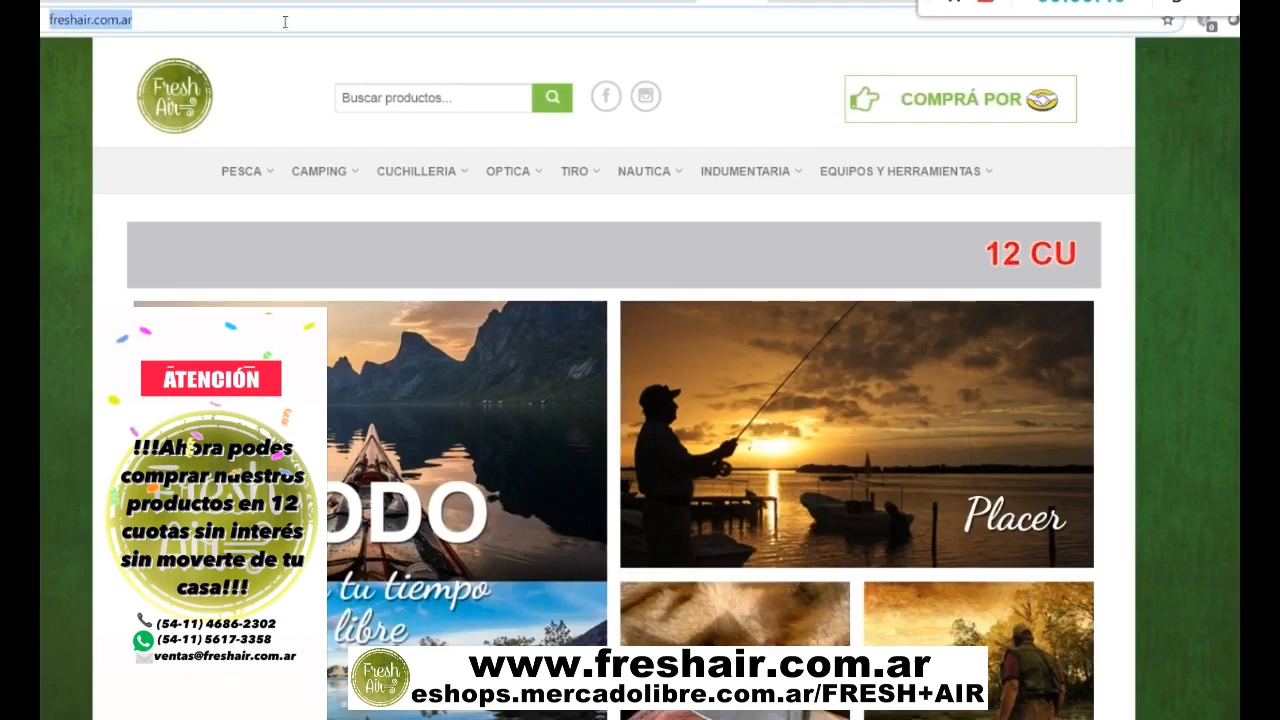 freshair.com.ar
0
Fresh
Air
Buscar productos...
f
COMPRÁ POR
PESCA CAMPING CUCHILLERIA OPTICA TIRO NAUTICA INDUMENTARIA EQUIPOS Y HERRAMIENTAS
12 CU
ATENCIÓN
!!!Ahora podes
comprar nuestros
productos en 12
cuotas sin interés
sin moverte de tu
casa!!!
(54-11) 4686-2302
(54-11) 5617-3358
ventas@freshair.com.ar
ODO
tu tiempo
libre
Placer
Fresh
Air
www.freshair.com.ar
eshops.mercadolibre.com.ar/FRESH+AIR